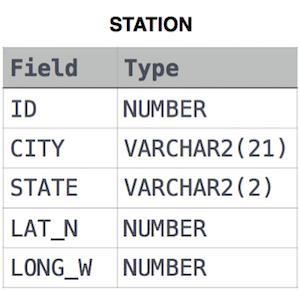 STATION
Field Type
ID NUMBER
CITY VARCHAR2(21)
STATE VARCHAR2(2)
LAT_N NUMBER
LONG_W NUMBER